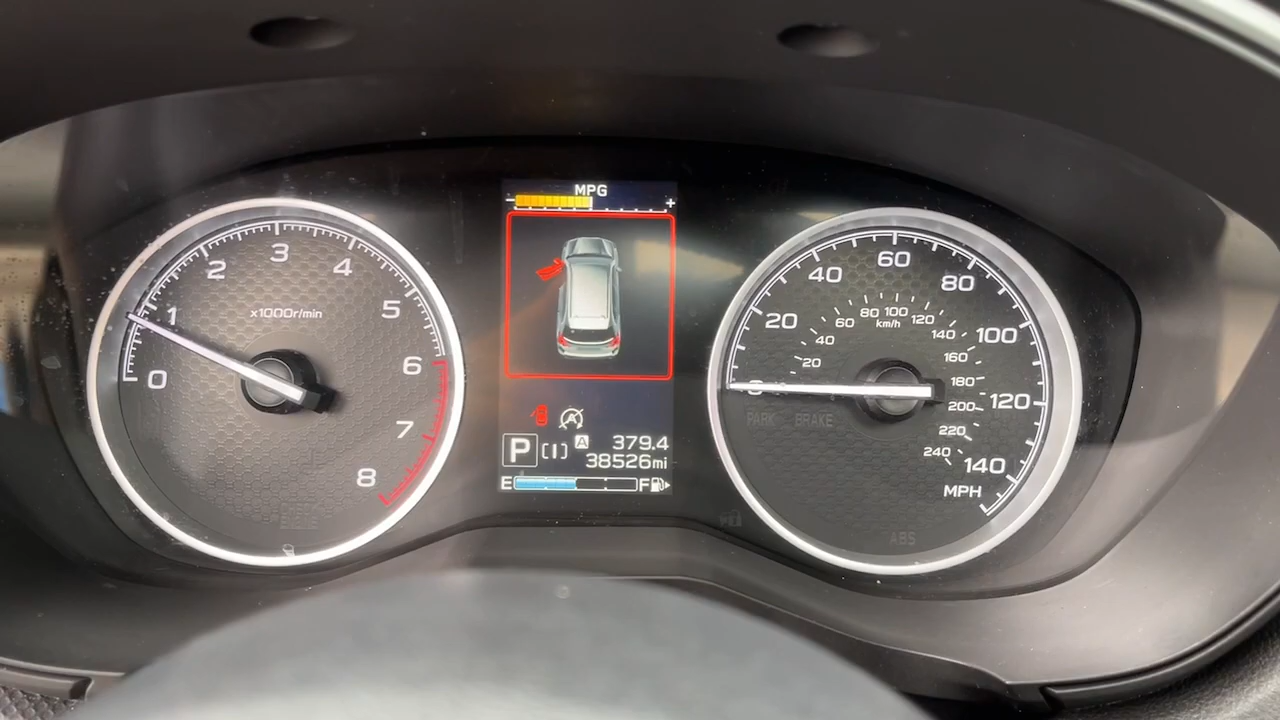 MPG
- +
3
2 4
1 5
x1000r/min
0 6
7
8
P A 379.4
38526mi
E F
60
40 80
20 100
0 120
140
MPH
80 100 120
60 km/h 140
40 160
20 180
200
220
240
PARK BRAKE
ABS